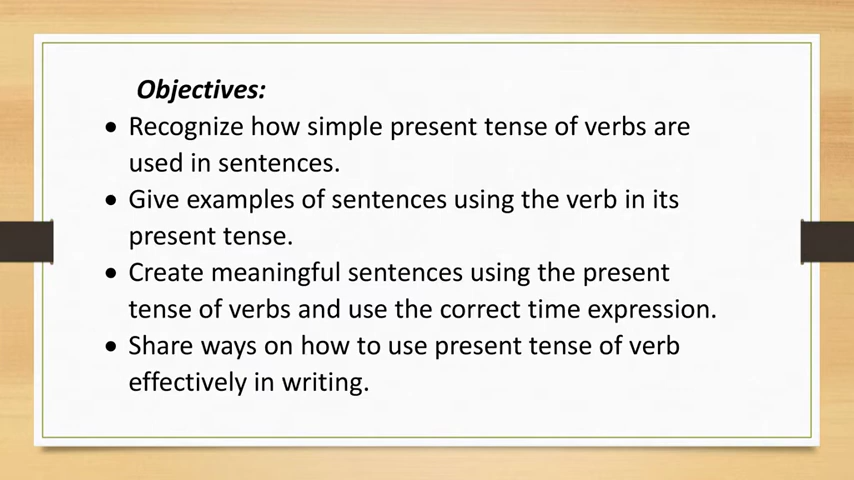 Objectives:
• Recognize how simple present tense of verbs are
used in sentences.
• Give examples of sentences using the verb in its
present tense.
• Create meaningful sentences using the present
tense of verbs and use the correct time expression.
• Share ways on how to use present tense of verb
effectively in writing.